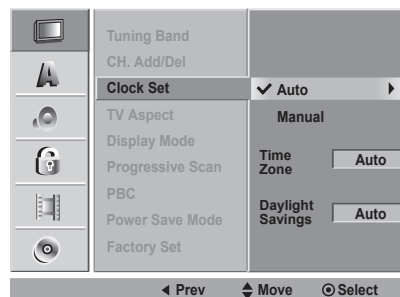 Tuning Band
CH. Add/Del
Clock Set
TV Aspect
Display Mode
Progressive Scan
PBC
Power Save Mode
Factory Set
Auto
Manual
Time Zone Auto
Daylight Savings Auto
Prev Move Select